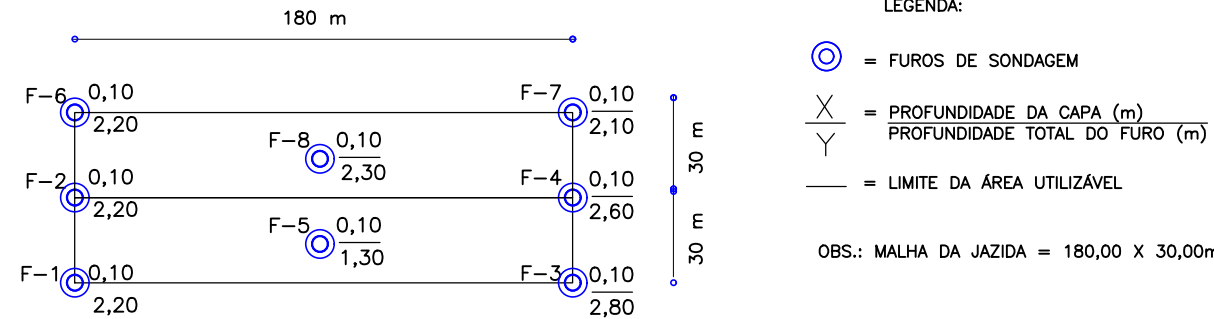 180 m
F-6 0,10
2,20
F-7 0,10
2,10
F-8 0,10
2,30
30 m
F-2 0,10
2,20
F-4 0,10
2,60
F-5 0,10
1,30
30 m
F-1 0,10
2,20
F-3 0,10
2,80
LEGENDA:
= FUROS DE SONDAGEM
X
Y
= PROFUNDIDADE DA CAPA (m)
PROFUNDIDADE TOTAL DO FURO (m)
= LIMITE DA ÁREA UTILIZÁVEL
OBS.: MALHA DA JAZIDA = 180,00 X 30,00m